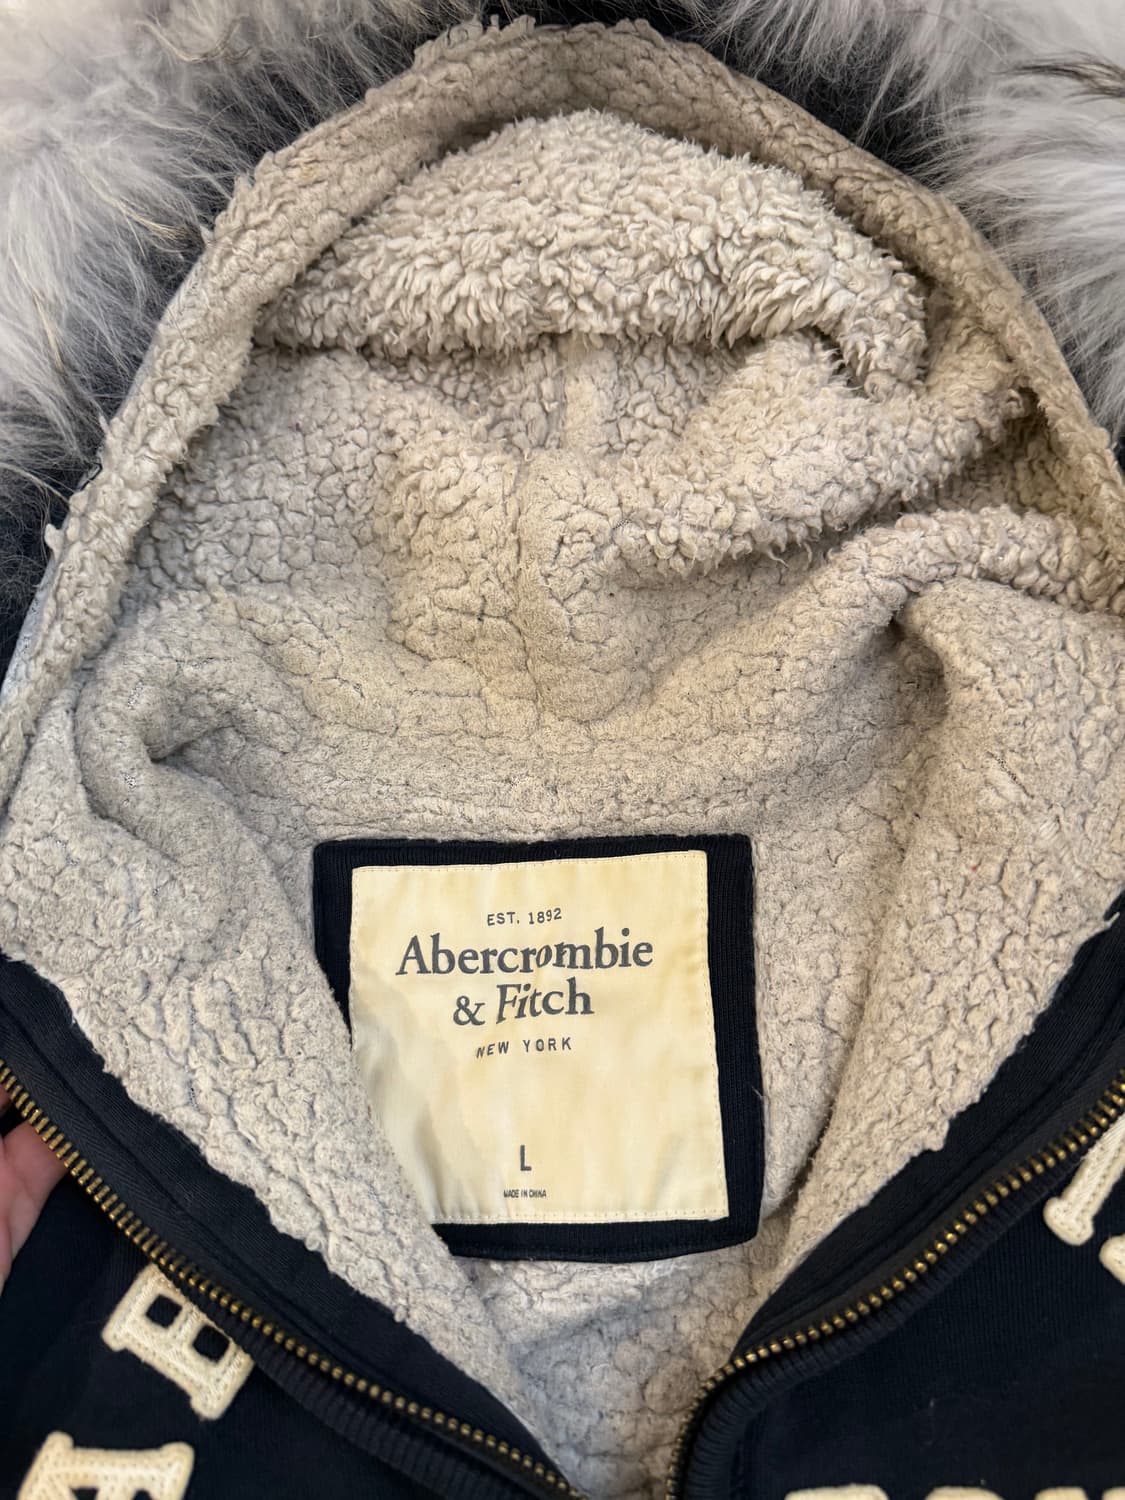 EST. 1892
Abercrombie
& Fitch
NEW YORK
L
MADE IN CHINA
E
A